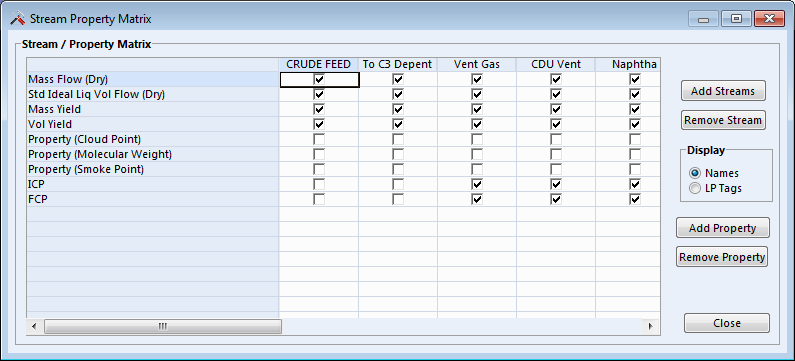 Stream Property Matrix
Stream / Property Matrix
CRUDE FEED To C3 Depent Vent Gas CDU Vent Naphtha
Mass Flow (Dry)
Std Ideal Liq Vol Flow (Dry)
Mass Yield
Vol Yield
Property (Cloud Point)
Property (Molecular Weight)
Property (Smoke Point)
ICP
FCP
Add Streams
Remove Stream
Display
Names
LP Tags
Add Property
Remove Property
Close